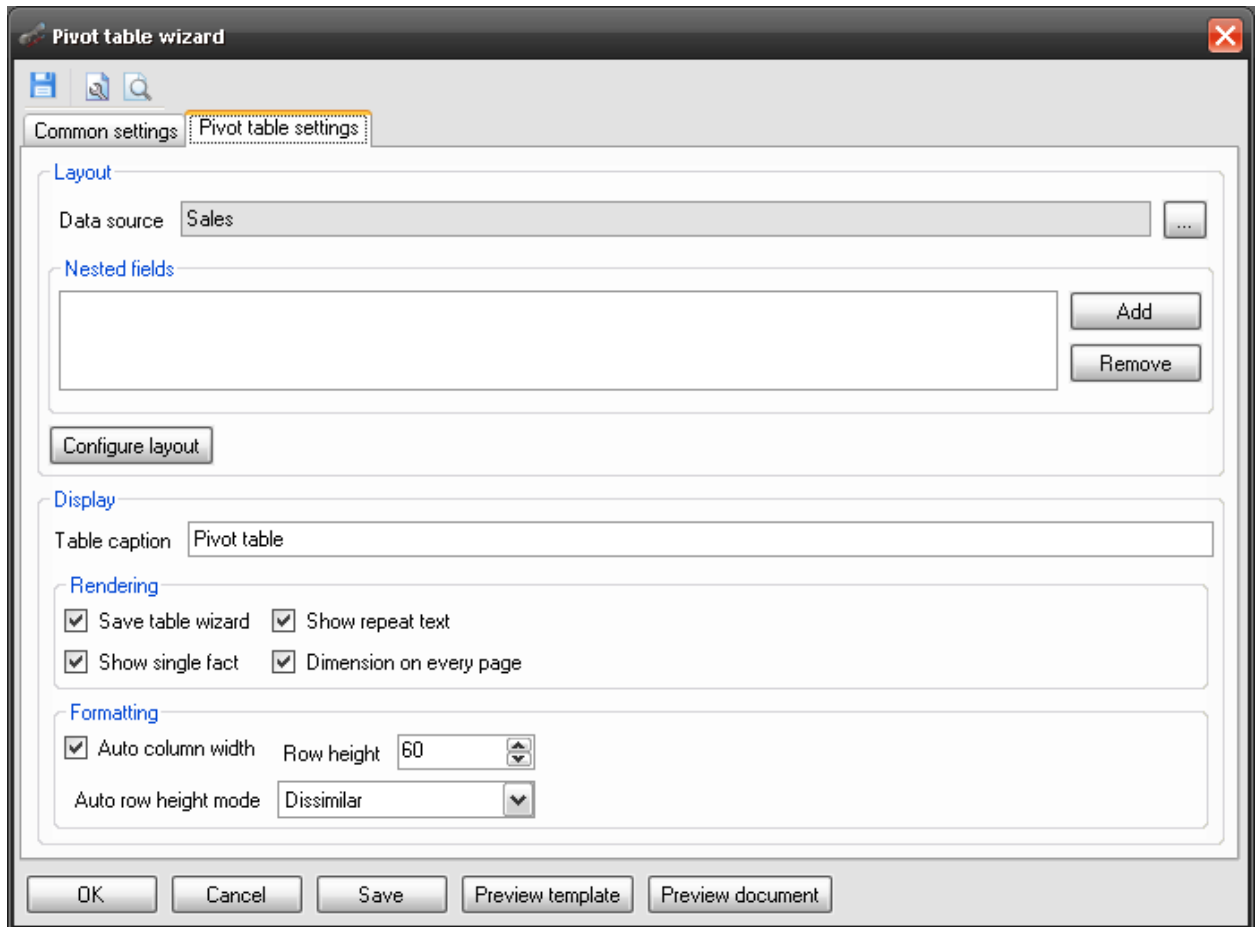 Pivot table wizard
Common settings Pivot table settings
Layout
Data source Sales ...
Nested fields
Add
Remove
Configure layout
Display
Table caption Pivot table
Rendering
Save table wizard Show repeat text
Show single fact Dimension on every page
Formatting
Auto column width Row height 60
Auto row height mode Dissimilar
OK Cancel Save Preview template Preview document